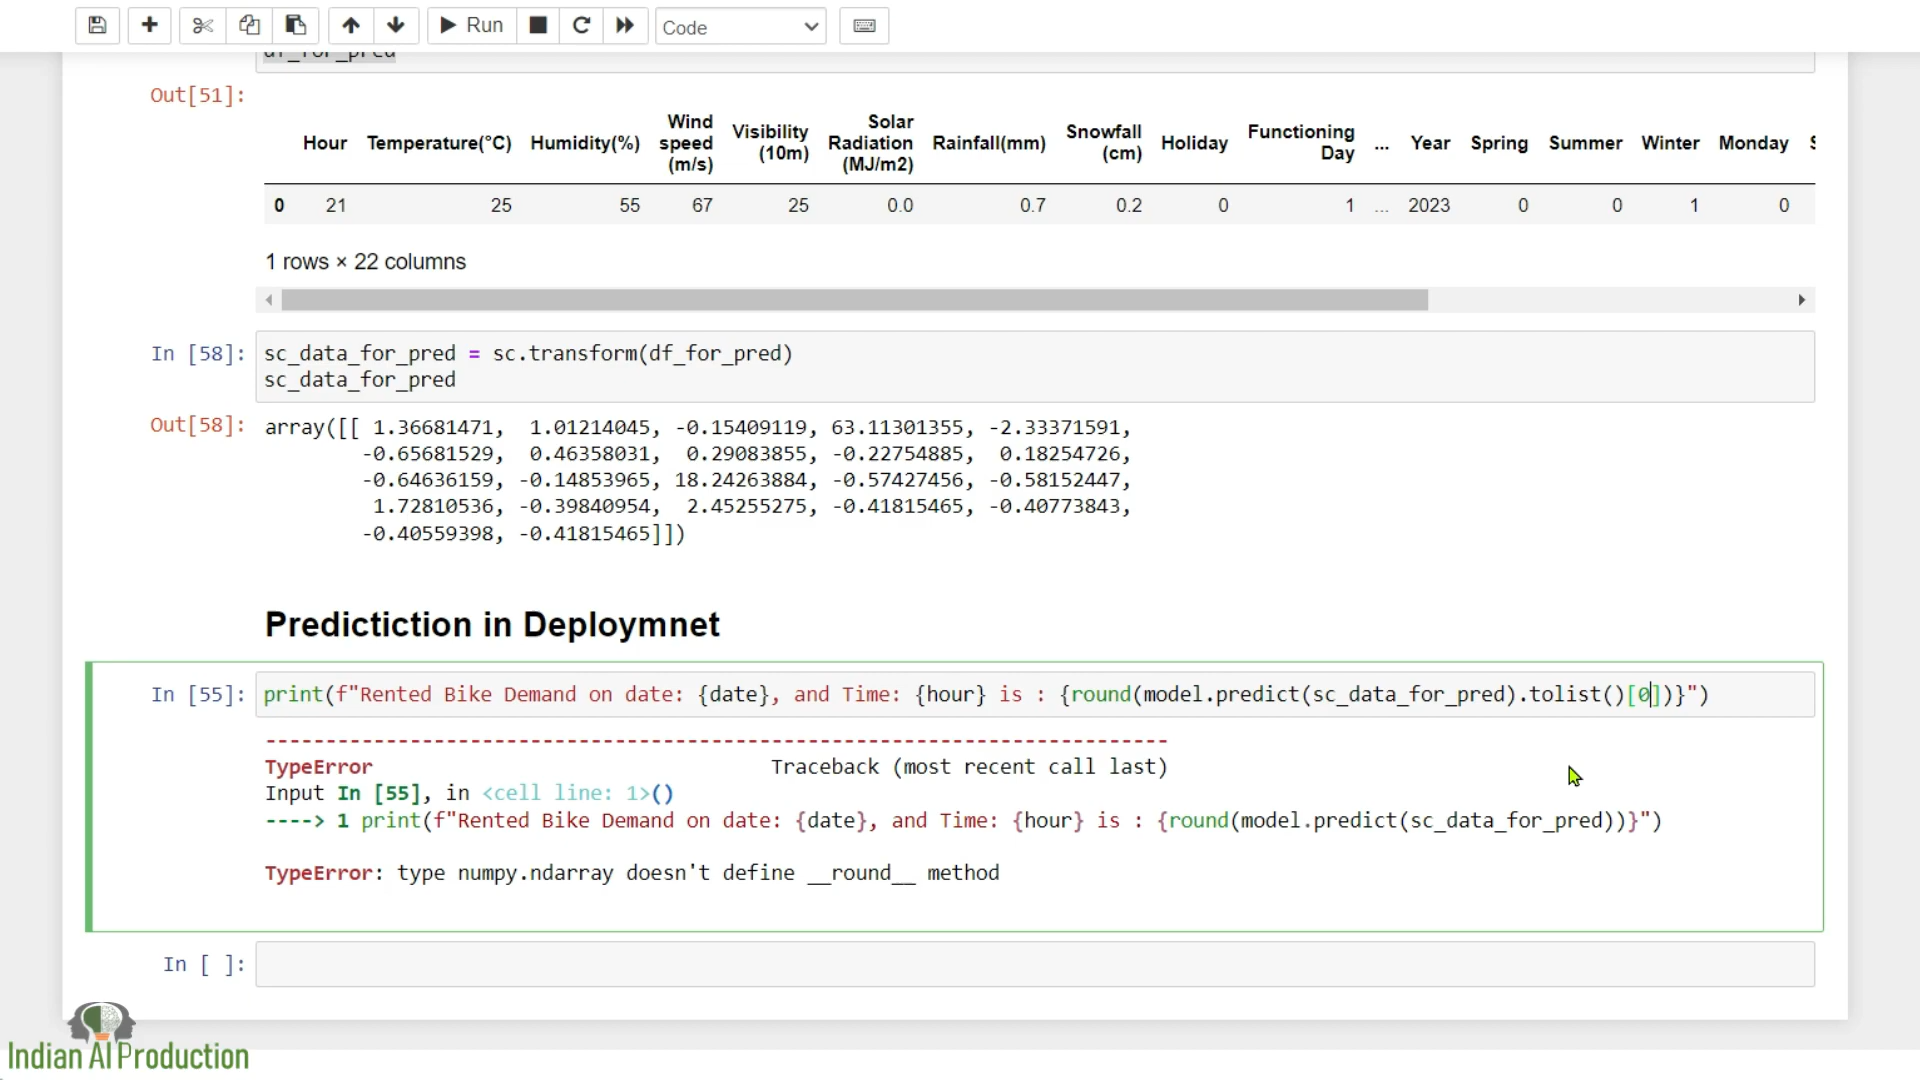 Run
Code
df_for_pred
Out[51]:
Hour Temperature(°C) Humidity(%) Wind speed (m/s) Visibility (10m) Solar Radiation (MJ/m2) Rainfall(mm) Snowfall (cm) Holiday Functioning Day ... Year Spring Summer Winter Monday
0 21 25 55 67 25 0.0 0.7 0.2 0 1 ... 2023 0 0 1 0
1 rows × 22 columns
In [58]:
sc_data_for_pred = sc.transform(df_for_pred)
sc_data_for_pred
Out[58]:
array([[ 1.36681471, 1.01214045, -0.15409119, 63.11301355, -2.33371591,
-0.65681529, 0.46358031, 0.29083855, -0.22754885, 0.18254726,
-0.64636159, -0.14853965, 18.24263884, -0.57427456, -0.58152447,
1.72810536, -0.39840954, 2.45255275, -0.41815465, -0.40773843,
-0.40559398, -0.41815465]])
Predictiction in Deploymnet
In [55]:
print(f"Rented Bike Demand on date: {date}, and Time: {hour} is : {round(model.predict(sc_data_for_pred).tolist()[0])}")
---------------------------------------------------------------------------
TypeError Traceback (most recent call last)
Input In [55], in <cell line: 1>()
----> 1 print(f"Rented Bike Demand on date: {date}, and Time: {hour} is : {round(model.predict(sc_data_for_pred))}")
TypeError: type numpy.ndarray doesn't define __round__ method
In [ ]:
Indian AI Production